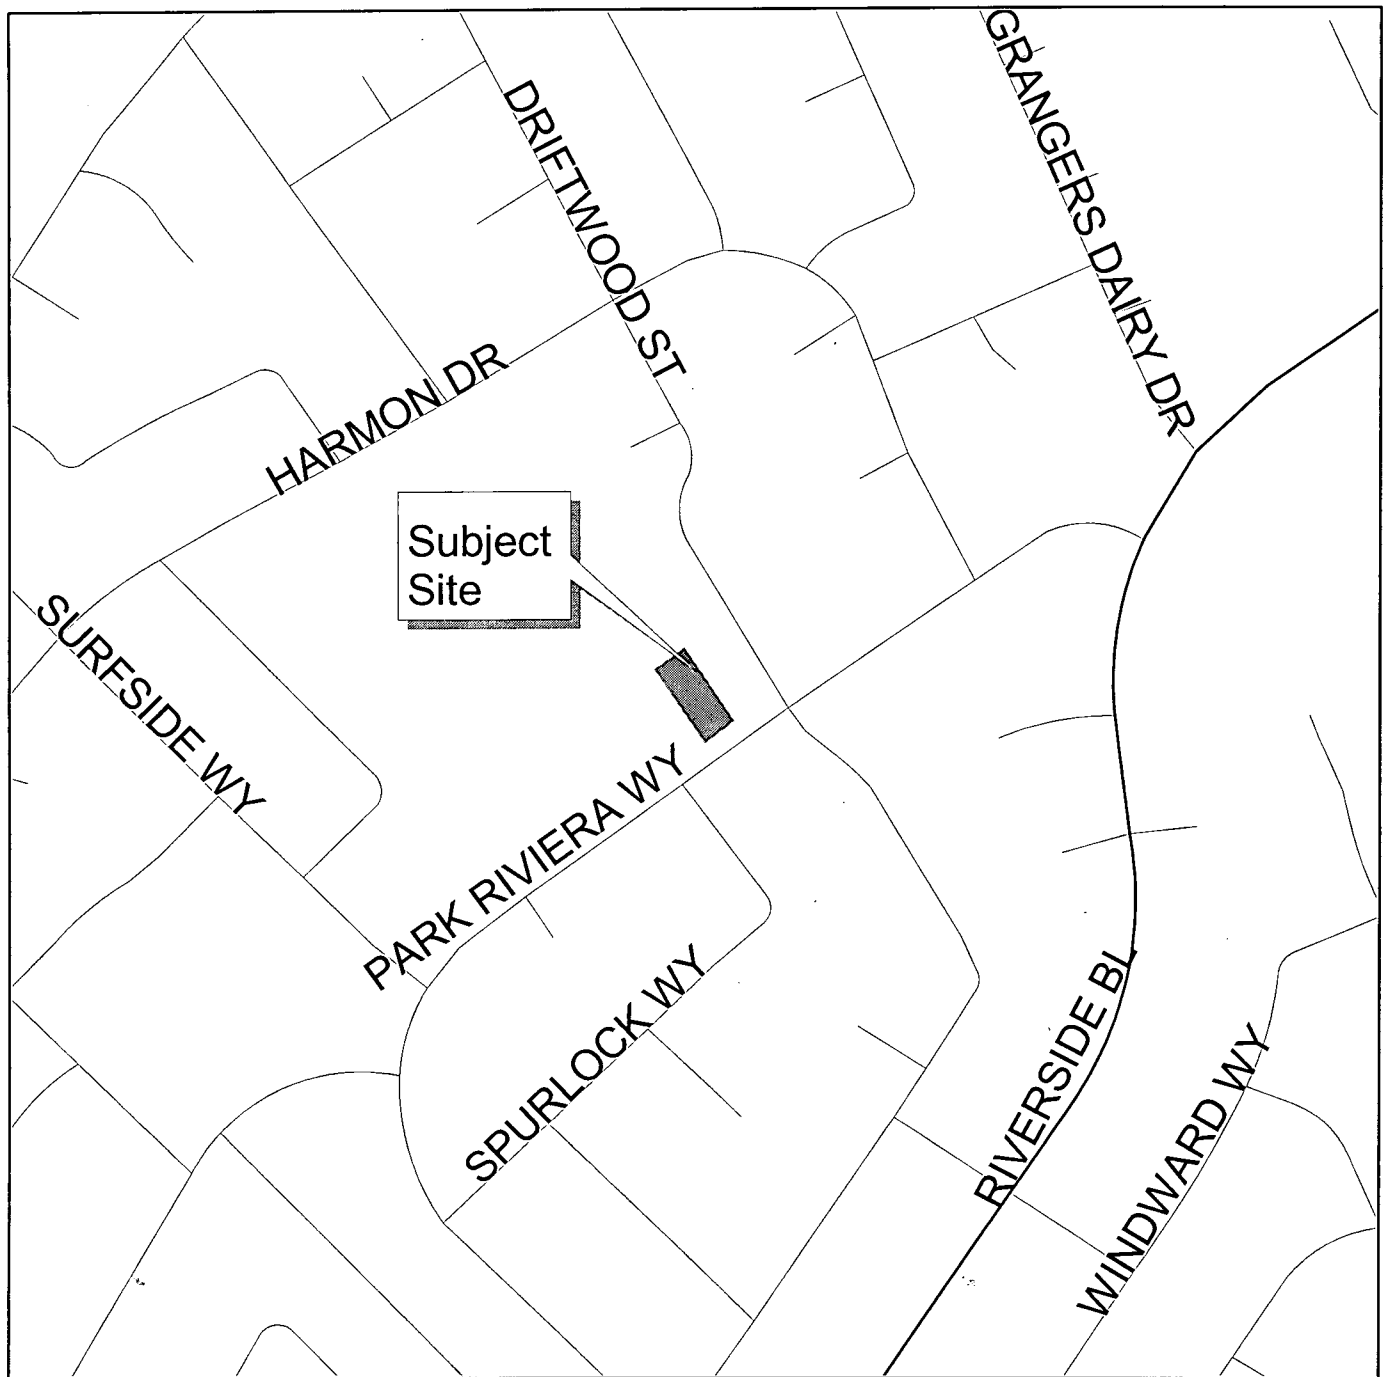 GRANGERS DAIRY DR
DRIFTWOOD ST
HARMON DR
Subject
Site
SURFSIDE WY
PARK RIVIERA WY
SPURLOCK WY
RIVERSIDE BL
WINDWARD WY